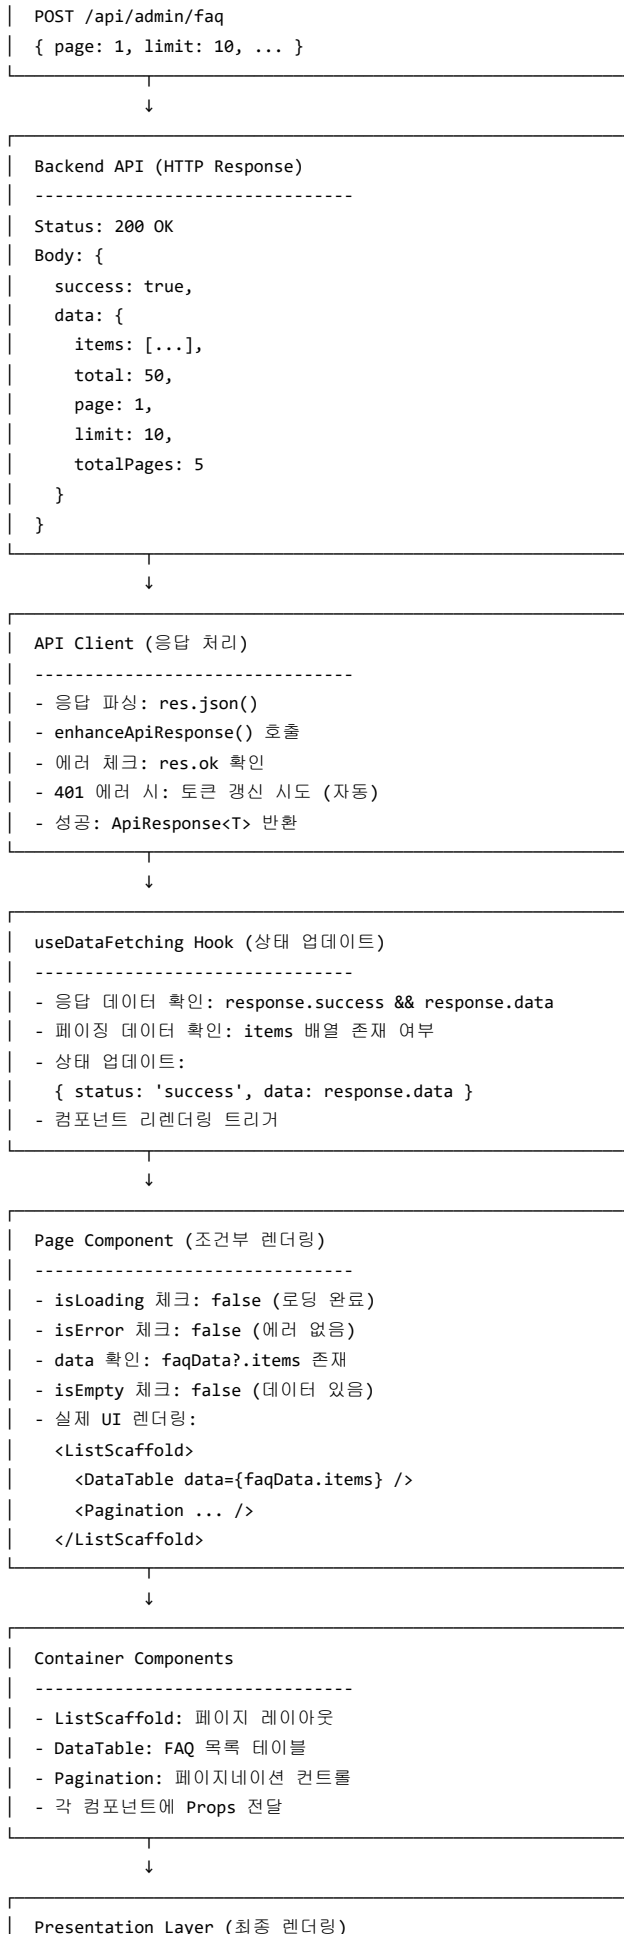 POST /api/admin/faq
{ page: 1, limit: 10, ... }
↓
Backend API (HTTP Response)
--------------------------------
Status: 200 OK
Body: {
success: true,
data: {
items: [...],
total: 50,
page: 1,
limit: 10,
totalPages: 5
}
}
↓
API Client (응답 처리)
--------------------------------
- 응답 파싱: res.json()
- enhanceApiResponse() 호출
- 에러 체크: res.ok 확인
- 401 에러 시: 토큰 갱신 시도 (자동)
- 성공: ApiResponse<T> 반환
↓
useDataFetching Hook (상태 업데이트)
--------------------------------
- 응답 데이터 확인: response.success && response.data
- 페이징 데이터 확인: items 배열 존재 여부
- 상태 업데이트:
{ status: 'success', data: response.data }
- 컴포넌트 리렌더링 트리거
↓
Page Component (조건부 렌더링)
--------------------------------
- isLoading 체크: false (로딩 완료)
- isError 체크: false (에러 없음)
- data 확인: faqData?.items 존재
- isEmpty 체크: false (데이터 있음)
- 실제 UI 렌더링:
<ListScaffold>
<DataTable data={faqData.items} />
<Pagination ... />
</ListScaffold>
↓
Container Components
--------------------------------
- ListScaffold: 페이지 레이아웃
- DataTable: FAQ 목록 테이블
- Pagination: 페이지네이션 컨트롤
- 각 컴포넌트에 Props 전달
↓
Presentation Layer (최종 렌더링)